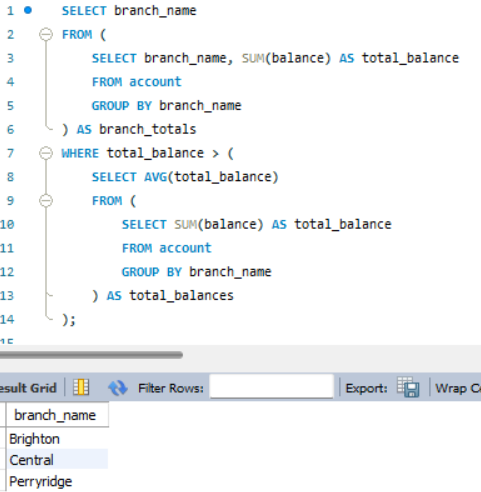 1 SELECT branch_name
2 FROM (
3 SELECT branch_name, SUM(balance) AS total_balance
4 FROM account
5 GROUP BY branch_name
6 ) AS branch_totals
7 WHERE total_balance > (
8 SELECT AVG(total_balance)
9 FROM (
10 SELECT SUM(balance) AS total_balance
11 FROM account
12 GROUP BY branch_name
13 ) AS total_balances
14 );
15
esult Grid Filter Rows: Export: Wrap C
branch_name
Brighton
Central
Perryridge